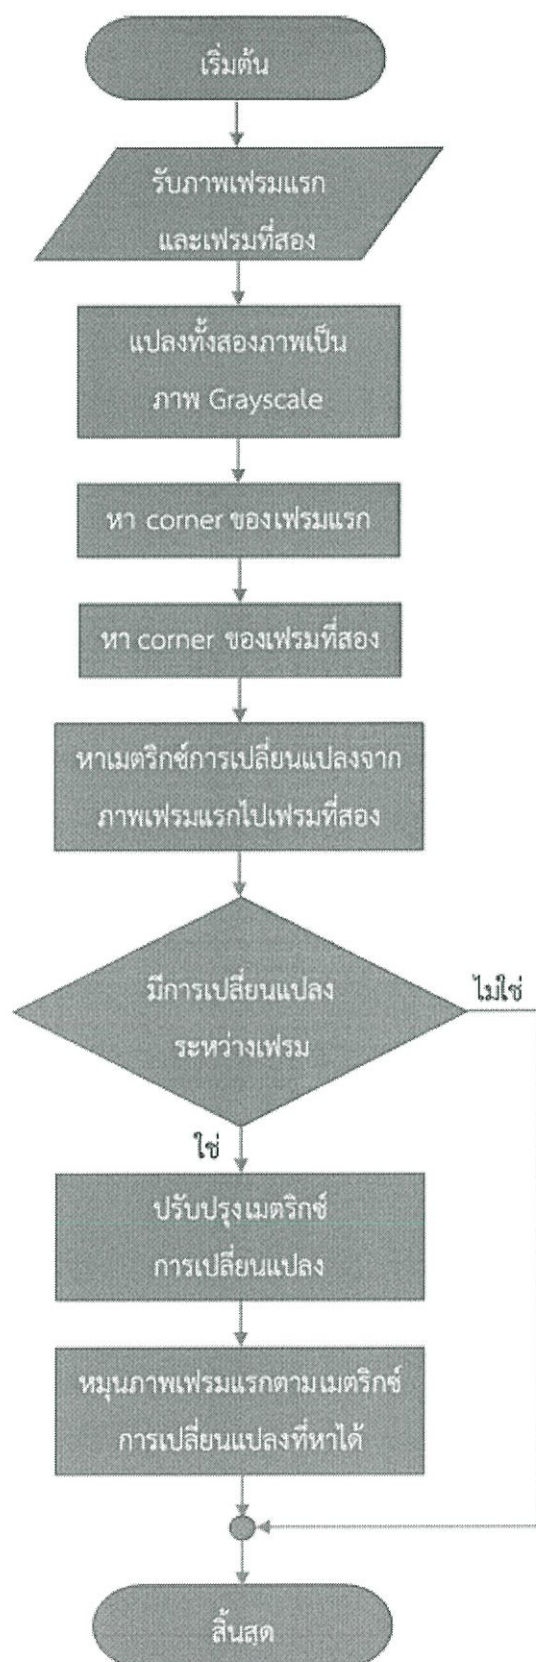 เริ่มต้น
รับภาพเฟรมแรก
และเฟรมที่สอง
แปลงทั้งสองภาพเป็น
ภาพ Grayscale
หา corner ของเฟรมแรก
หา corner ของเฟรมที่สอง
หาเมตริกซ์การเปลี่ยนแปลงจาก
ภาพเฟรมแรกไปเฟรมที่สอง
มีการเปลี่ยนแปลง
ระหว่างเฟรม
ไม่ใช่
ใช่
ปรับปรุงเมตริกซ์
การเปลี่ยนแปลง
หมุนภาพเฟรมแรกตามเมตริกซ์
การเปลี่ยนแปลงที่หาได้
สิ้นสุด